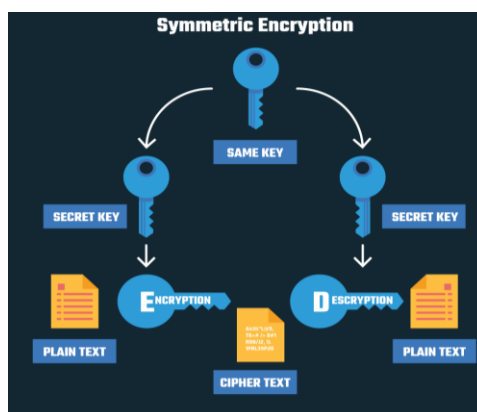 Symmetric Encryption
SAME KEY
SECRET KEY
SECRET KEY
ENCRYPTION
DESCRYPTION
PLAIN TEXT
CIPHER TEXT
PLAIN TEXT